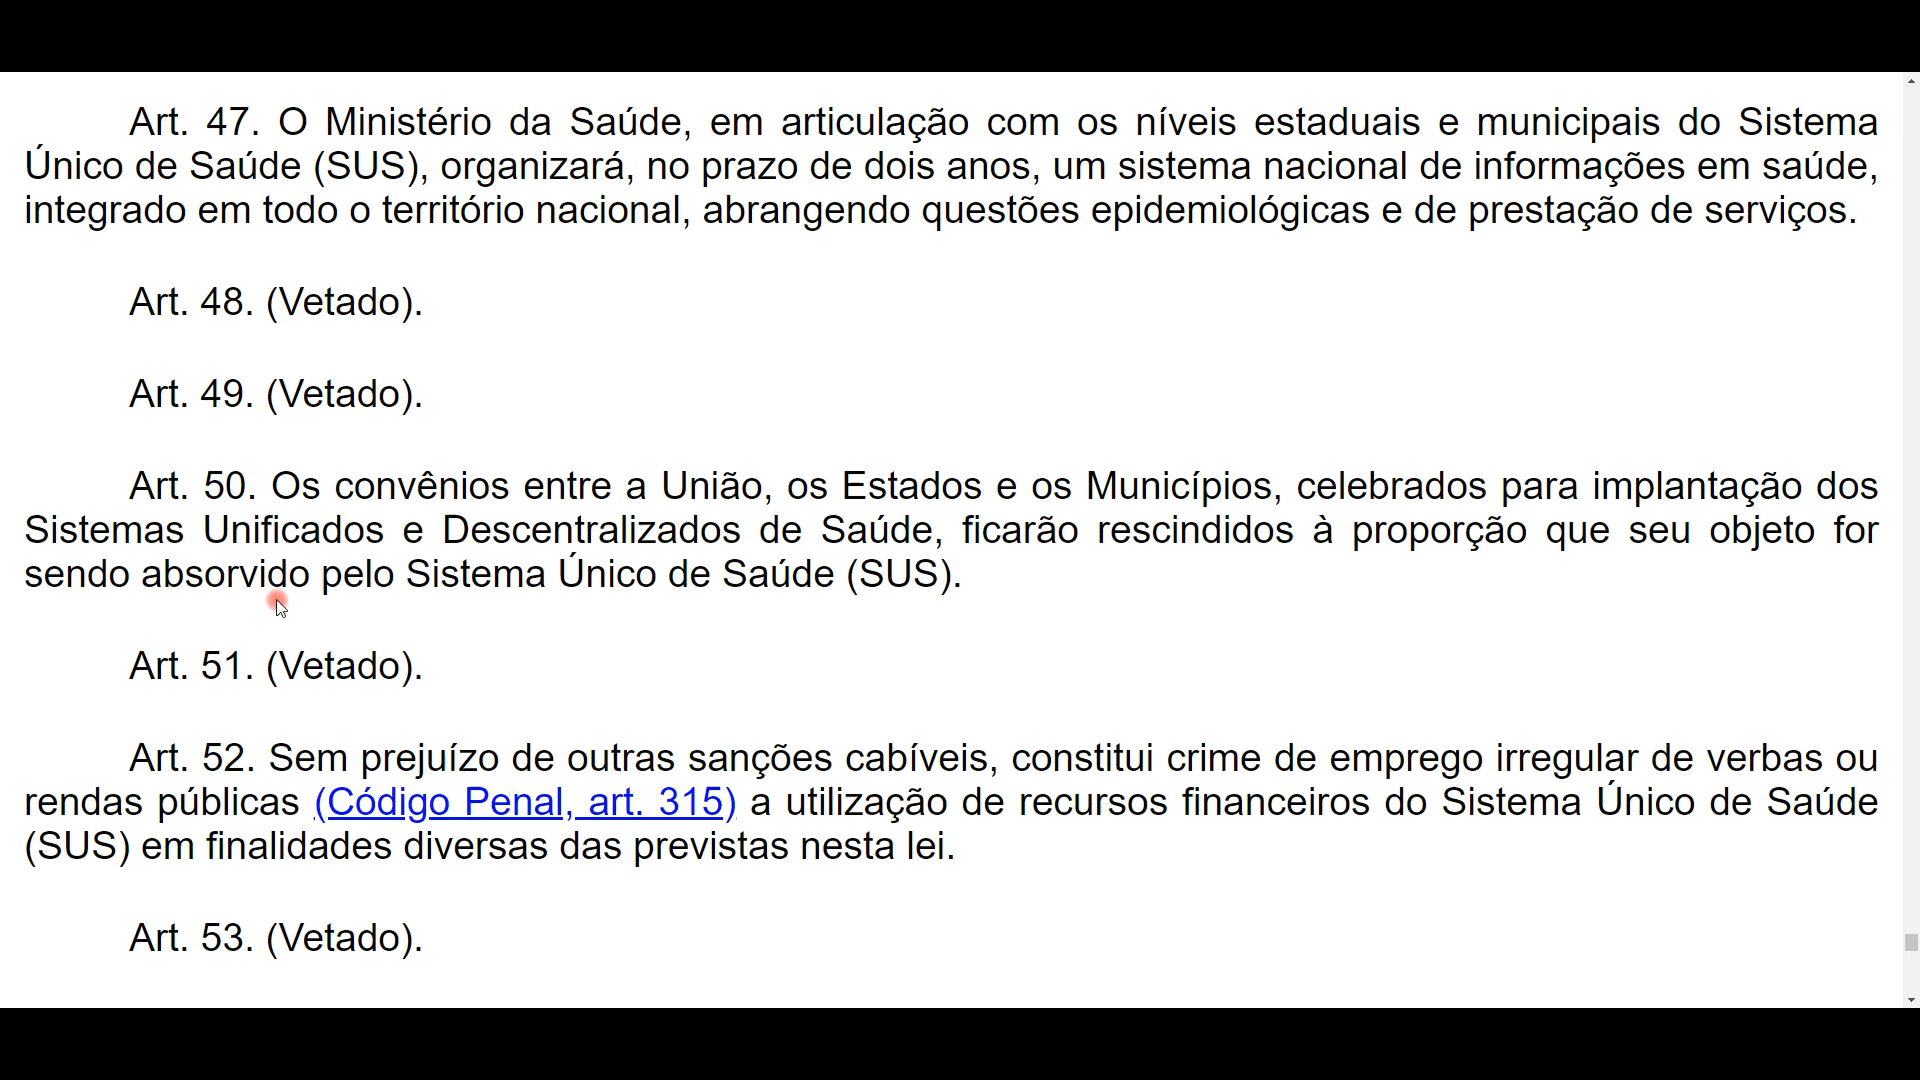 Art. 47. O Ministério da Saúde, em articulação com os níveis estaduais e municipais do Sistema
Único de Saúde (SUS), organizará, no prazo de dois anos, um sistema nacional de informações em saúde,
integrado em todo o território nacional, abrangendo questões epidemiológicas e de prestação de serviços.
Art. 48. (Vetado).
Art. 49. (Vetado).
Art. 50. Os convênios entre a União, os Estados e os Municípios, celebrados para implantação dos
Sistemas Unificados e Descentralizados de Saúde, ficarão rescindidos à proporção que seu objeto for
sendo absorvido pelo Sistema Único de Saúde (SUS).
Art. 51. (Vetado).
Art. 52. Sem prejuízo de outras sanções cabíveis, constitui crime de emprego irregular de verbas ou
rendas públicas (Código Penal, art. 315) a utilização de recursos financeiros do Sistema Único de Saúde
(SUS) em finalidades diversas das previstas nesta lei.
Art. 53. (Vetado).